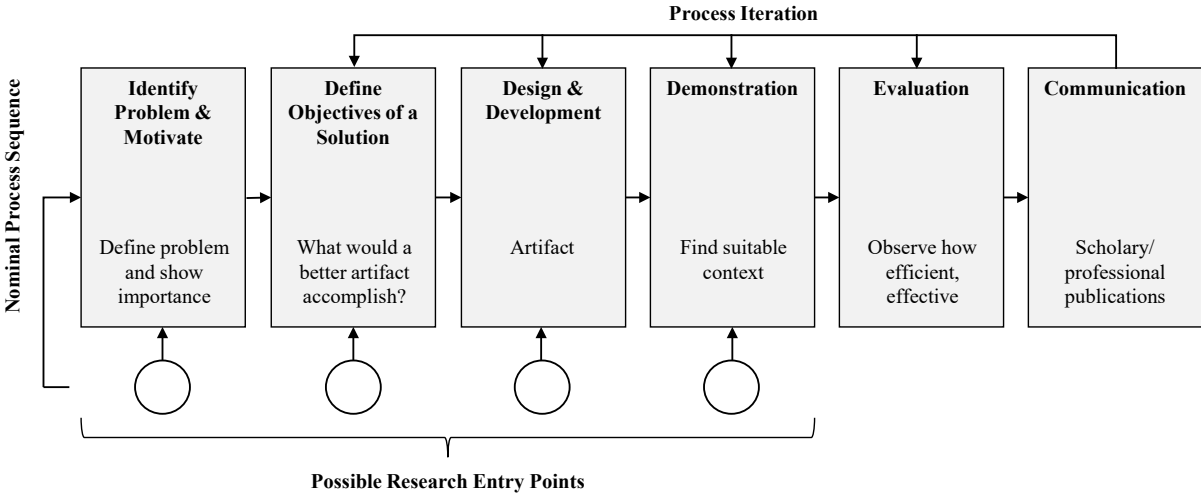 Process Iteration
Nominal Process Sequence
Identify
Problem &
Motivate
Define problem
and show
importance
Define
Objectives of a
Solution
What would a
better artifact
accomplish?
Design &
Development
Artifact
Demonstration
Find suitable
context
Evaluation
Observe how
efficient,
effective
Communication
Scholary/
professional
publications
Possible Research Entry Points